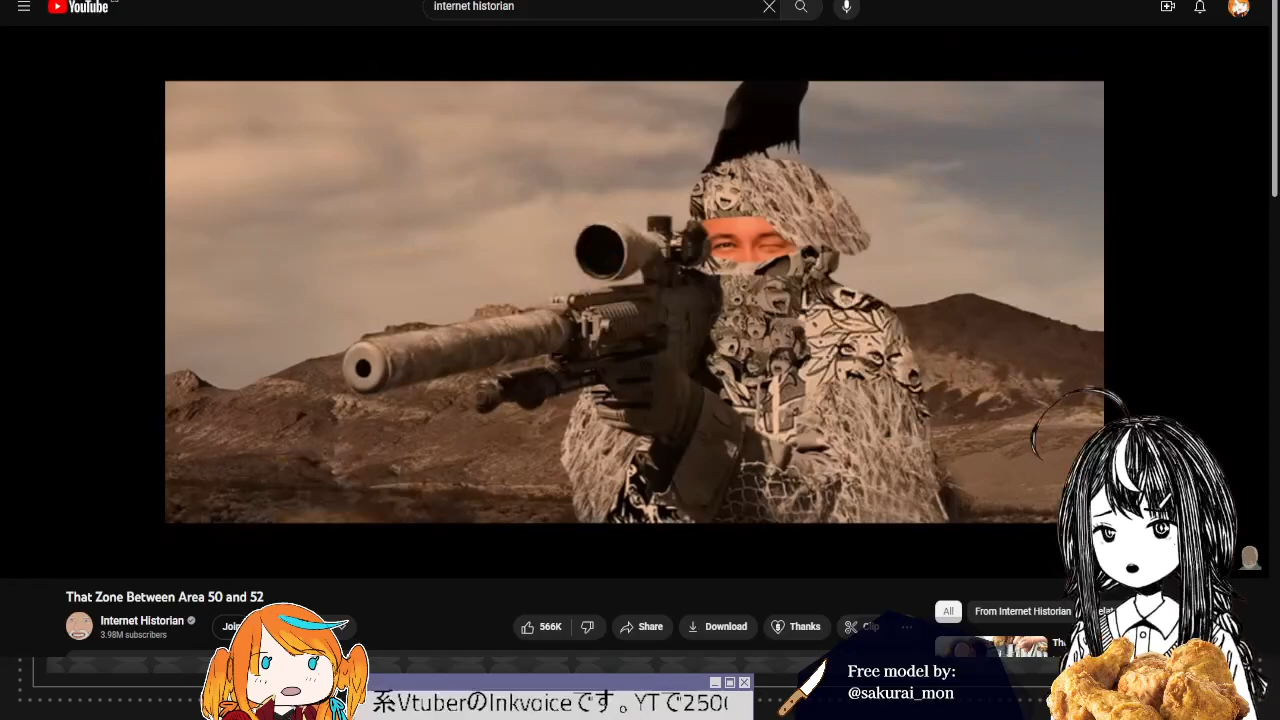 YouTube
internet historian
That Zone Between Area 50 and 52
Internet Historian
3.98M subscribers
566K
Share
Download
Thanks
Clip
All
From Internet Historian
系VtuberのInkvoiceです。YTで250
Free model by:
@sakurai_mon